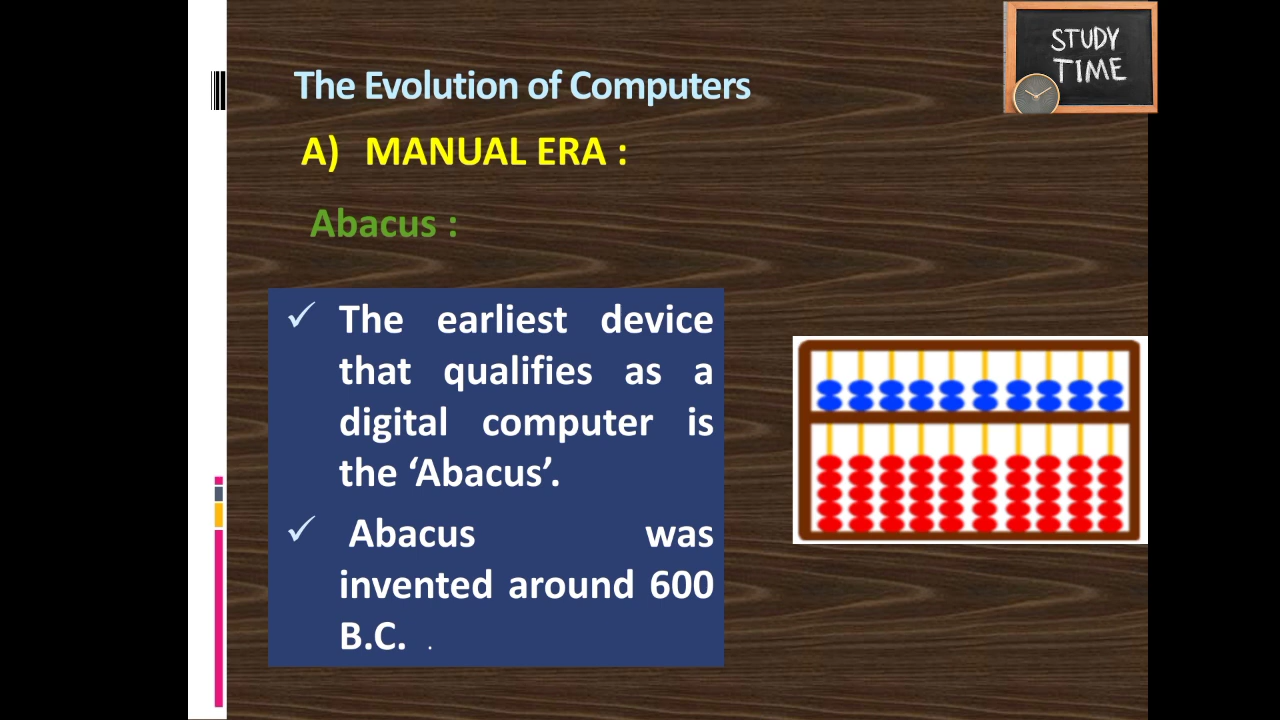 STUDY
TIME
The Evolution of Computers
A) MANUAL ERA :
Abacus :
✓ The earliest device
that qualifies as a
digital computer is
the ‘Abacus’.
✓ Abacus was
invented around 600
B.C. .